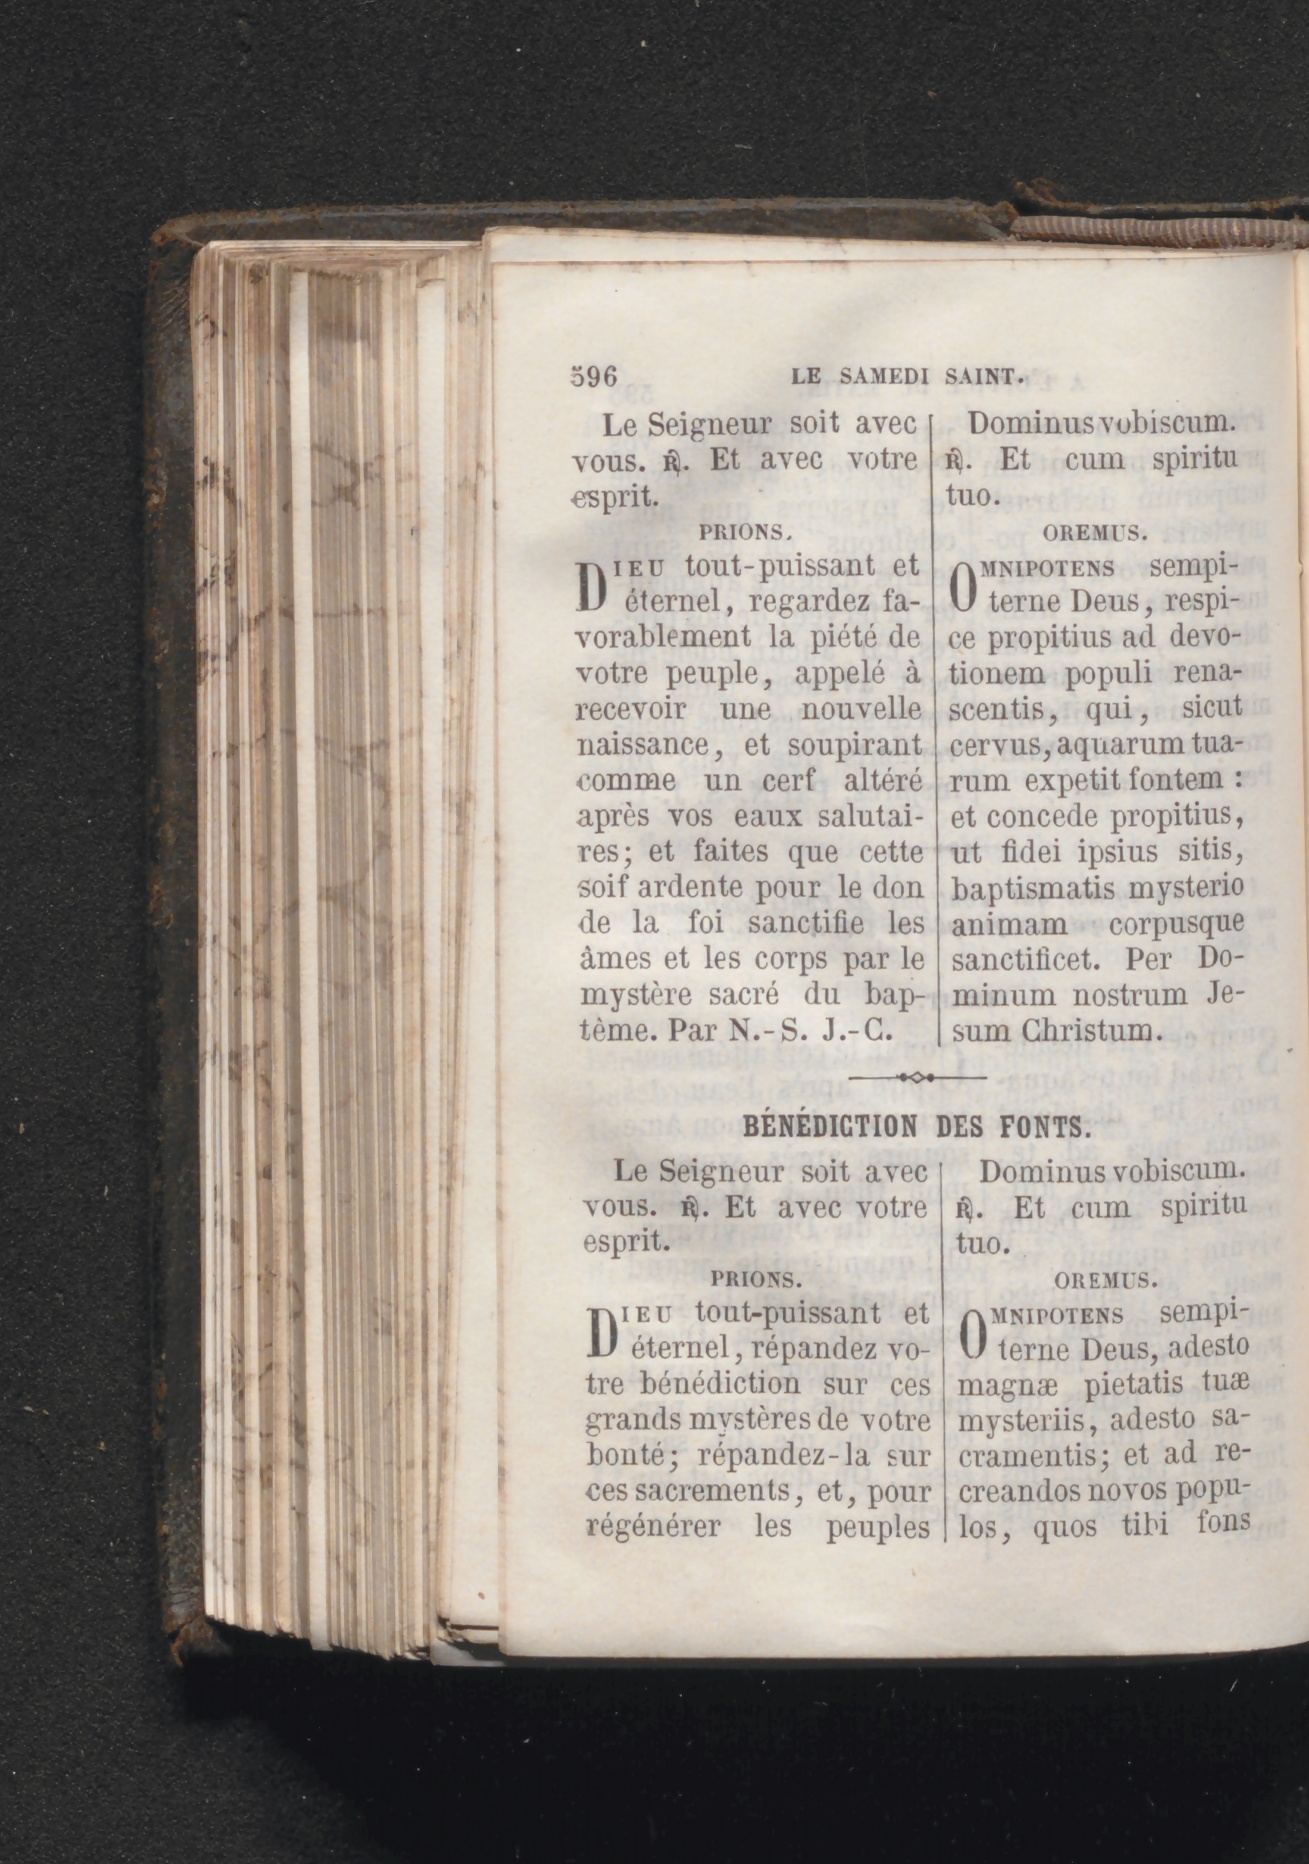 596 LE SAMEDI SAINT.
Le Seigneur soit avec
vous. ℟. Et avec votre
esprit.
PRIONS.
DIEU tout-puissant et
éternel, regardez fa-
vorablement la piété de
votre peuple, appelé à
recevoir une nouvelle
naissance, et soupirant
comme un cerf altéré
après vos eaux salutai-
res; et faites que cette
soif ardente pour le don
de la foi sanctifie les
âmes et les corps par le
mystère sacré du bap-
tème. Par N.-S. J.-C.
Dominus vobiscum.
℟. Et cum spiritu
tuo.
OREMUS.
OMNIPOTENS sempi-
terne Deus, respi-
ce propitius ad devo-
tionem populi rena-
scentis, qui, sicut
cervus, aquarum tua-
rum expetit fontem :
et concede propitius,
ut fidei ipsius sitis,
baptismatis mysterio
animam corpusque
sanctificet. Per Do-
minum nostrum Je-
sum Christum.
BÉNÉDICTION DES FONTS.
Le Seigneur soit avec
vous. ℟. Et avec votre
esprit.
PRIONS.
DIEU tout-puissant et
éternel, répandez vo-
tre bénédiction sur ces
grands mystères de votre
bonté; répandez-la sur
ces sacrements, et, pour
régénérer les peuples
Dominus vobiscum.
℟. Et cum spiritu
tuo.
OREMUS.
OMNIPOTENS sempi-
terne Deus, adesto
magnæ pietatis tuæ
mysteriis, adesto sa-
cramentis; et ad re-
creandos novos popu-
los, quos tibi fons